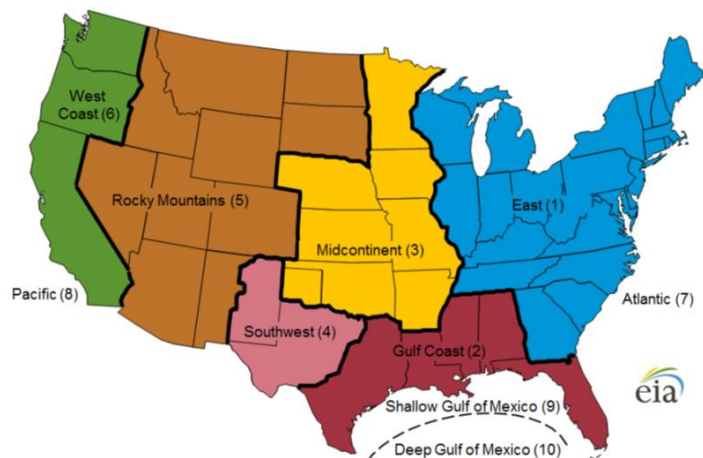 West
Coast (6)
Rocky Mountains (5)
East (1)
Midcontinent (3)
Pacific (8)
Atlantic (7)
Southwest (4)
Gulf Coast (2)
eia
Shallow Gulf of Mexico (9)
Deep Gulf of Mexico (10)